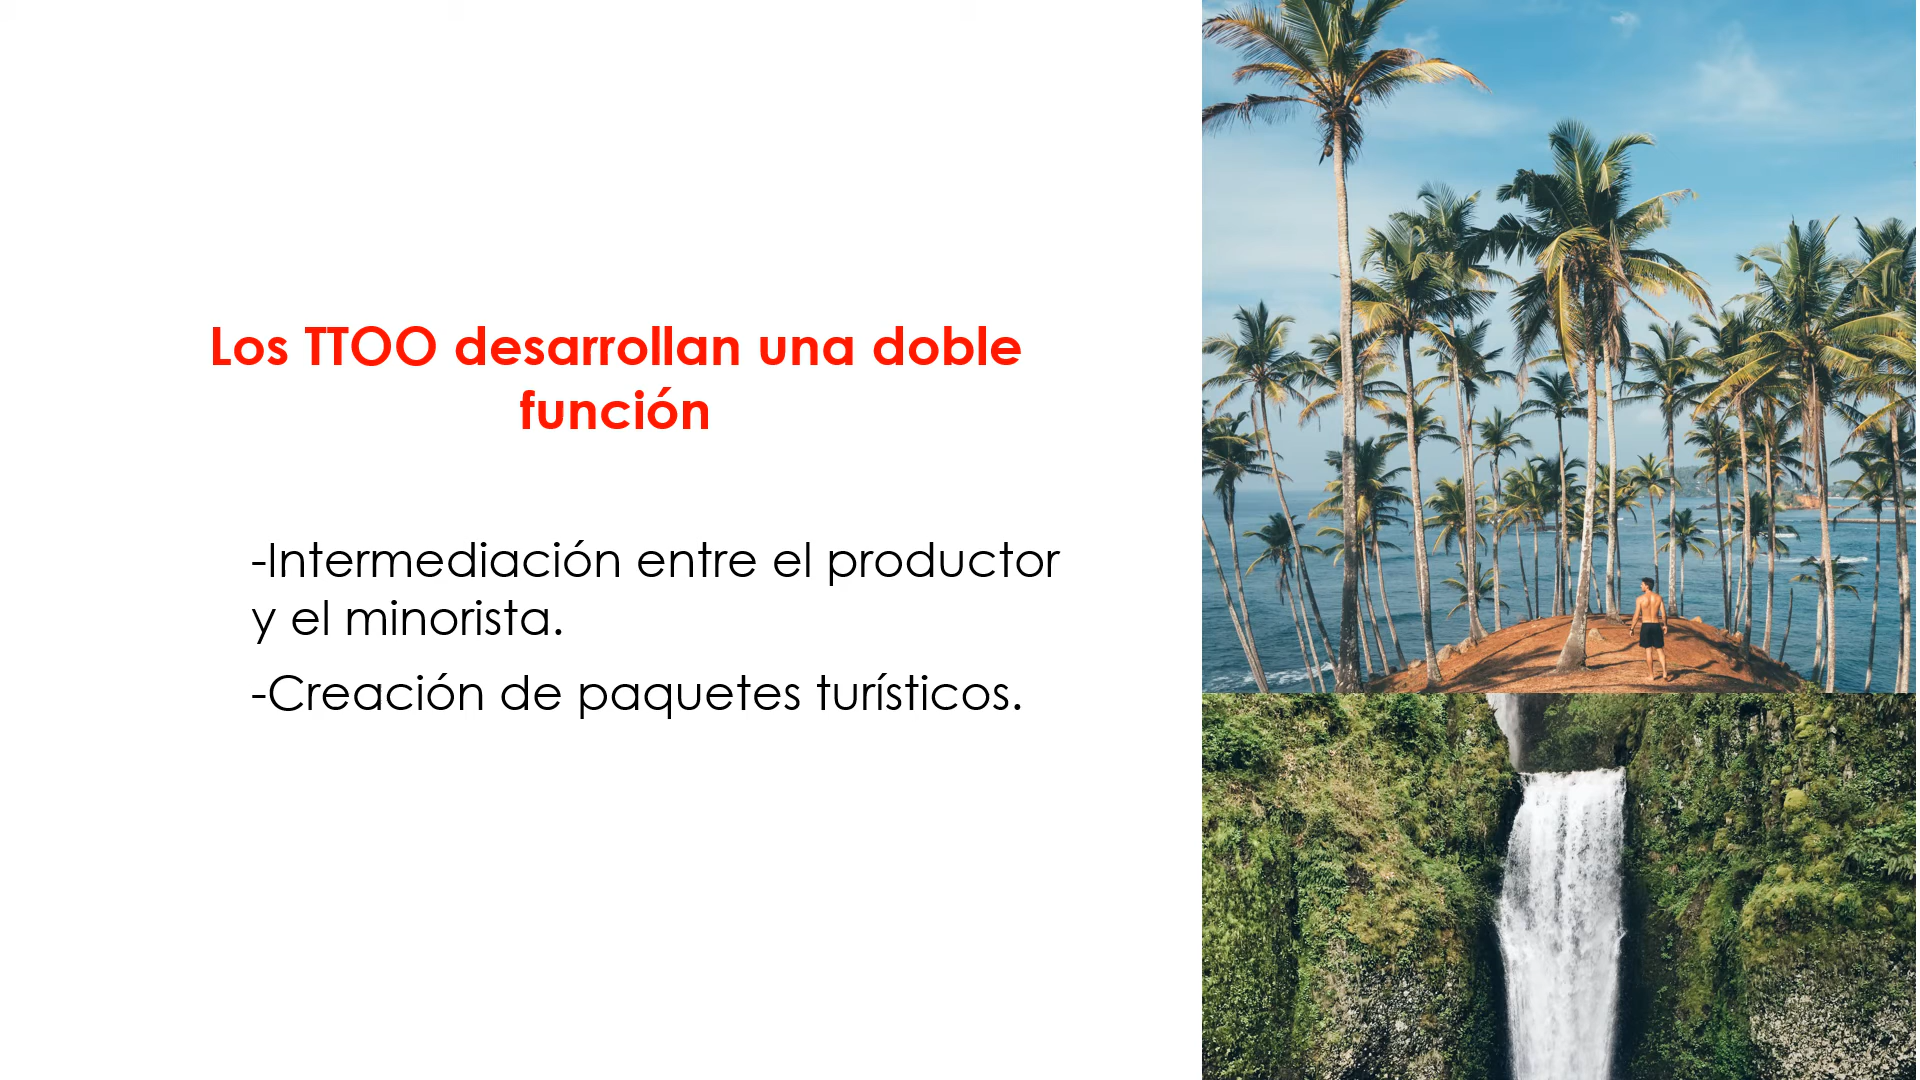 Los TTOO desarrollan una doble
función
-Intermediación entre el productor
y el minorista.
-Creación de paquetes turísticos.